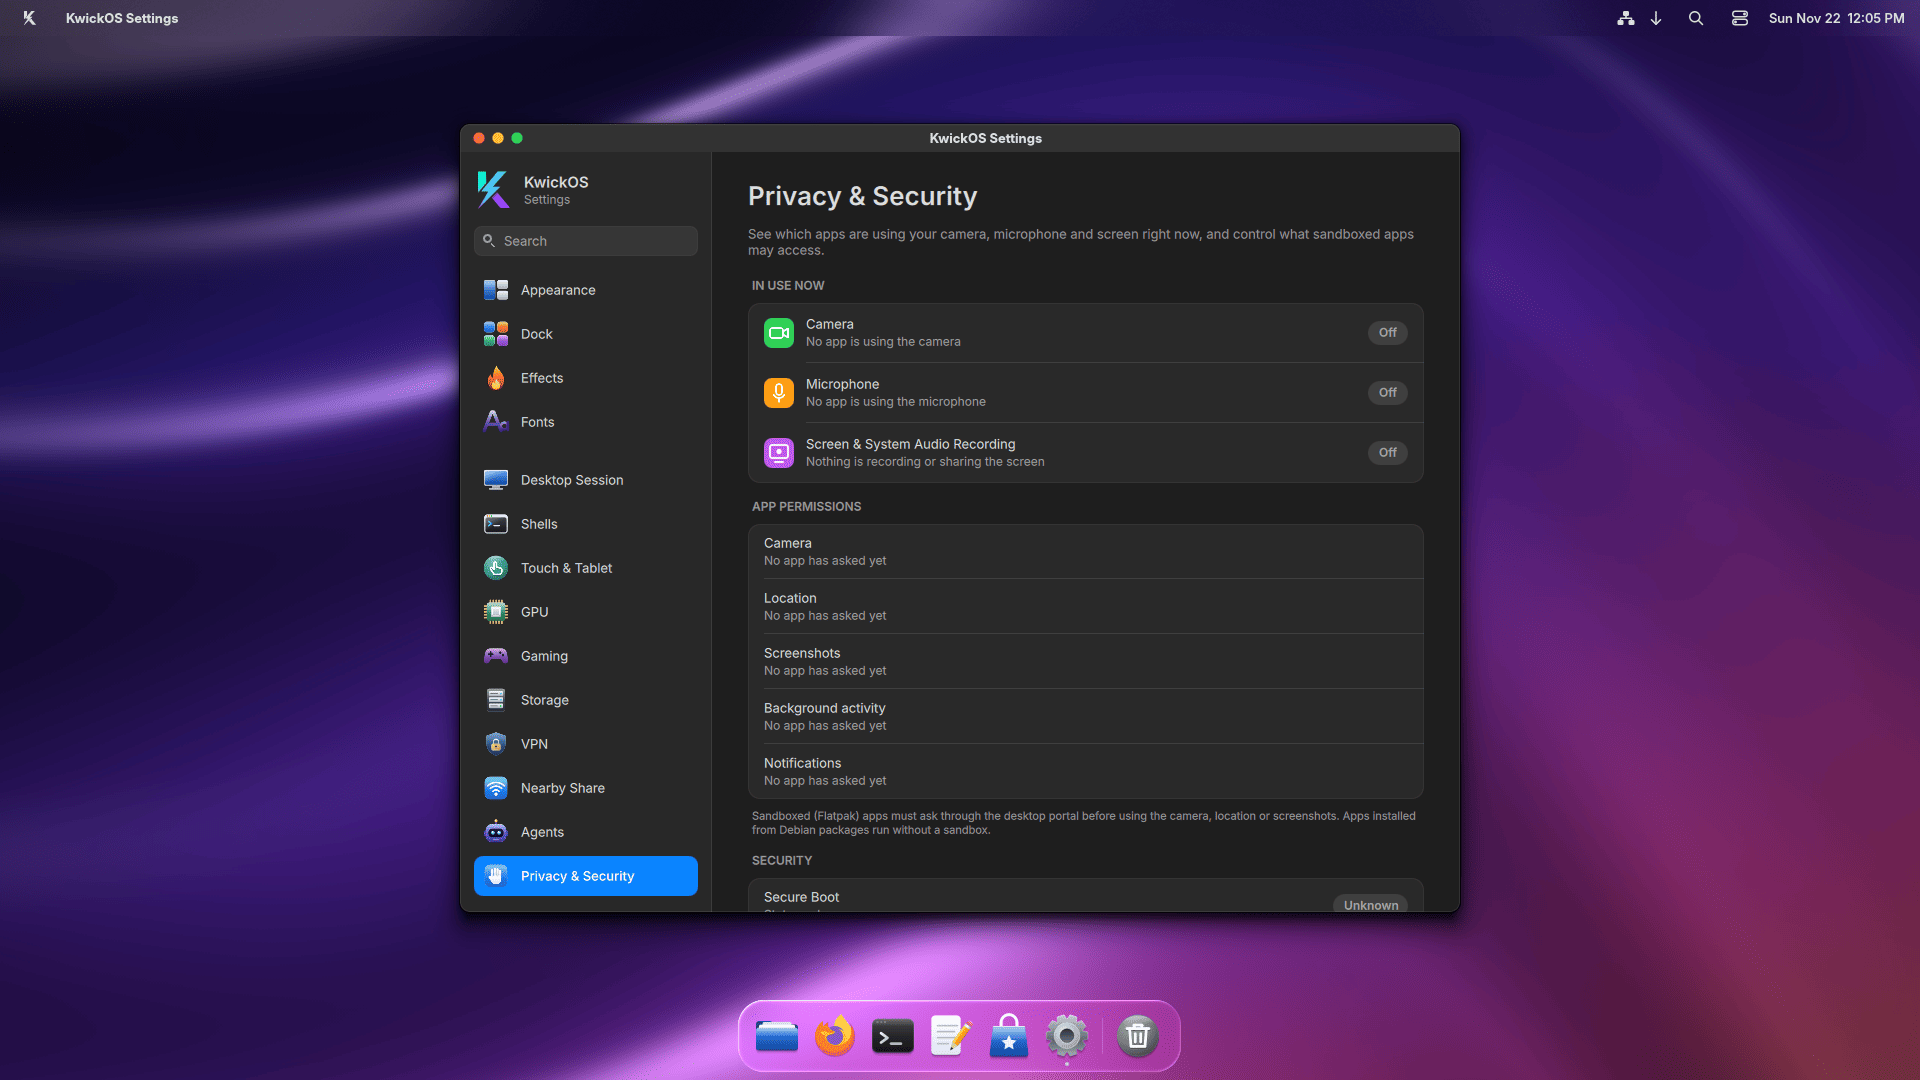 KwickOS Settings
Sun Nov 22 12:05 PM
KwickOS Settings
KwickOS
Settings
Search
Appearance
Dock
Effects
Fonts
Desktop Session
Shells
Touch & Tablet
GPU
Gaming
Storage
VPN
Nearby Share
Agents
Privacy & Security
Privacy & Security
See which apps are using your camera, microphone and screen right now, and control what sandboxed apps
may access.
IN USE NOW
Camera
No app is using the camera
Off
Microphone
No app is using the microphone
Off
Screen & System Audio Recording
Nothing is recording or sharing the screen
Off
APP PERMISSIONS
Camera
No app has asked yet
Location
No app has asked yet
Screenshots
No app has asked yet
Background activity
No app has asked yet
Notifications
No app has asked yet
Sandboxed (Flatpak) apps must ask through the desktop portal before using the camera, location or screenshots. Apps installed
from Debian packages run without a sandbox.
SECURITY
Secure Boot
Unknown